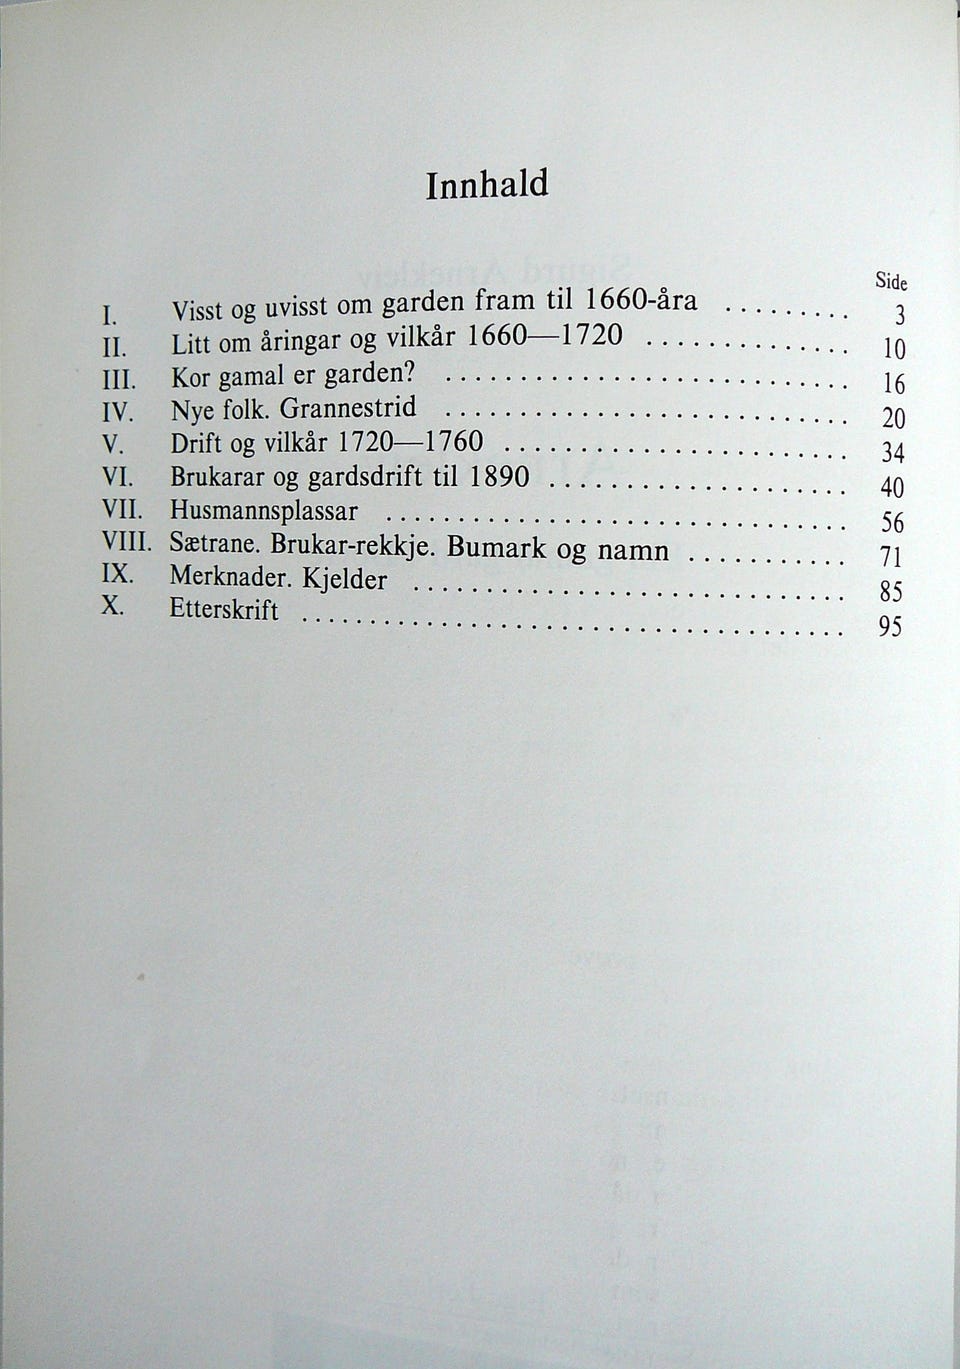 Innhald
Side
I. Visst og uvisst om garden fram til 1660-åra ......... 3
II. Litt om åringar og vilkår 1660—1720 .............. 10
III. Kor gamal er garden? ............................ 16
IV. Nye folk. Grannestrid ............................ 20
V. Drift og vilkår 1720—1760 ........................ 34
VI. Brukarar og gardsdrift til 1890 .................... 40
VII. Husmannsplassar ................................ 56
VIII. Sætrane. Brukar-rekkje. Bumark og namn ........... 71
IX. Merknader. Kjelder .............................. 85
X. Etterskrift ...................................... 95